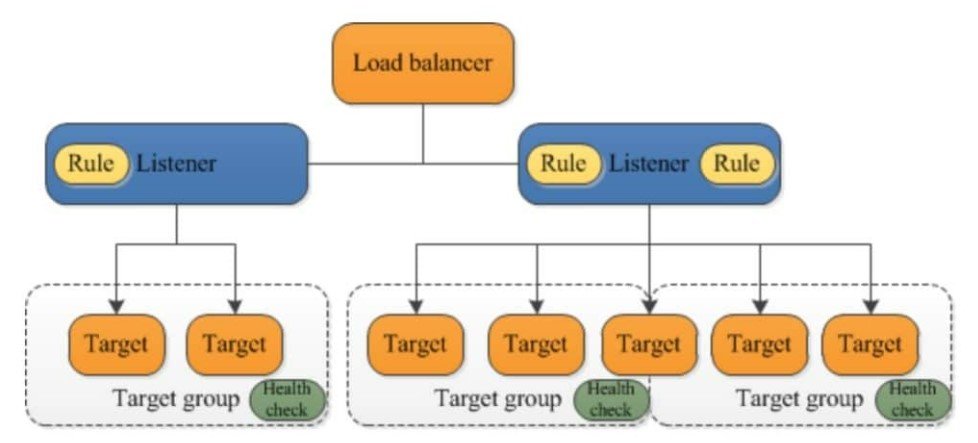 Load balancer
Rule Listener
Rule Listener Rule
Target Target
Target Target Target Target Target
Target group Health
check
Target group Health
check
Target group Health
check